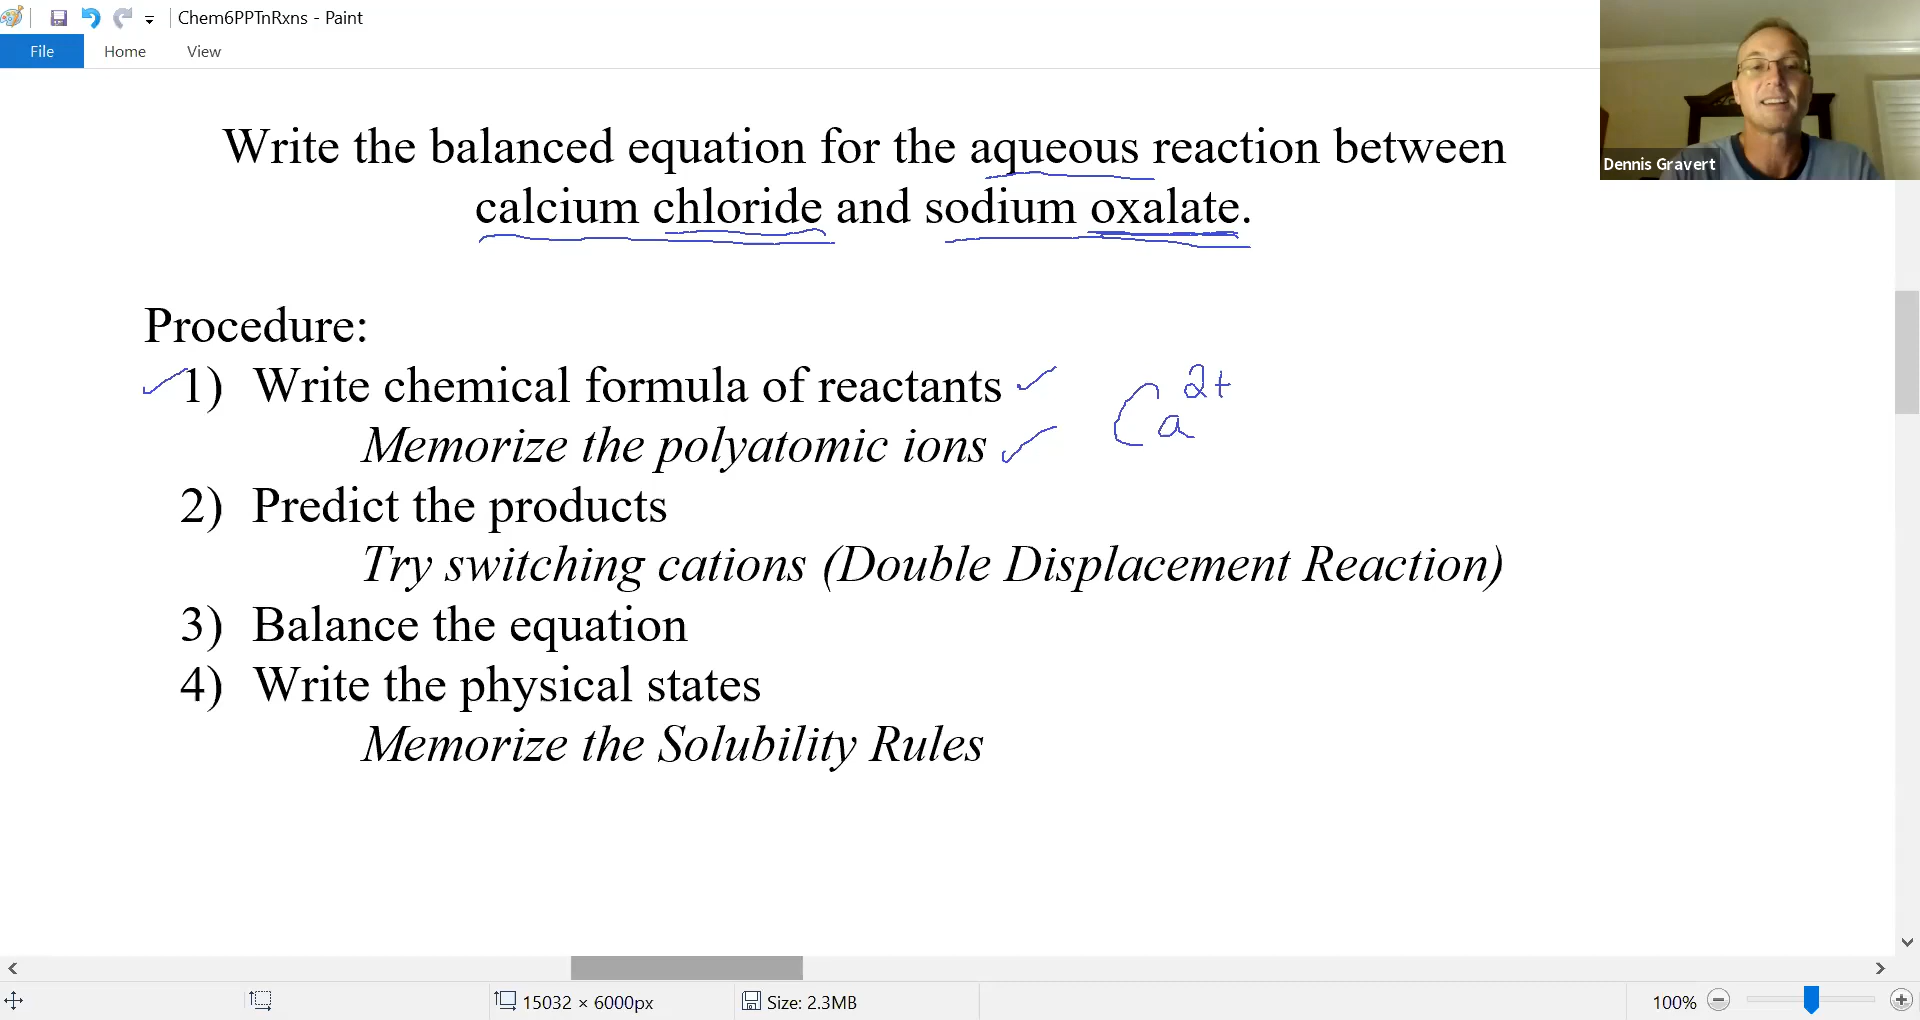 Chem6PPTnRxns - Paint
File Home View
Write the balanced equation for the aqueous reaction between
calcium chloride and sodium oxalate.
Dennis Gravert
Procedure:
1) Write chemical formula of reactants
Ca2+
Memorize the polyatomic ions
2) Predict the products
Try switching cations (Double Displacement Reaction)
3) Balance the equation
4) Write the physical states
Memorize the Solubility Rules
15032 × 6000px Size: 2.3MB 100%